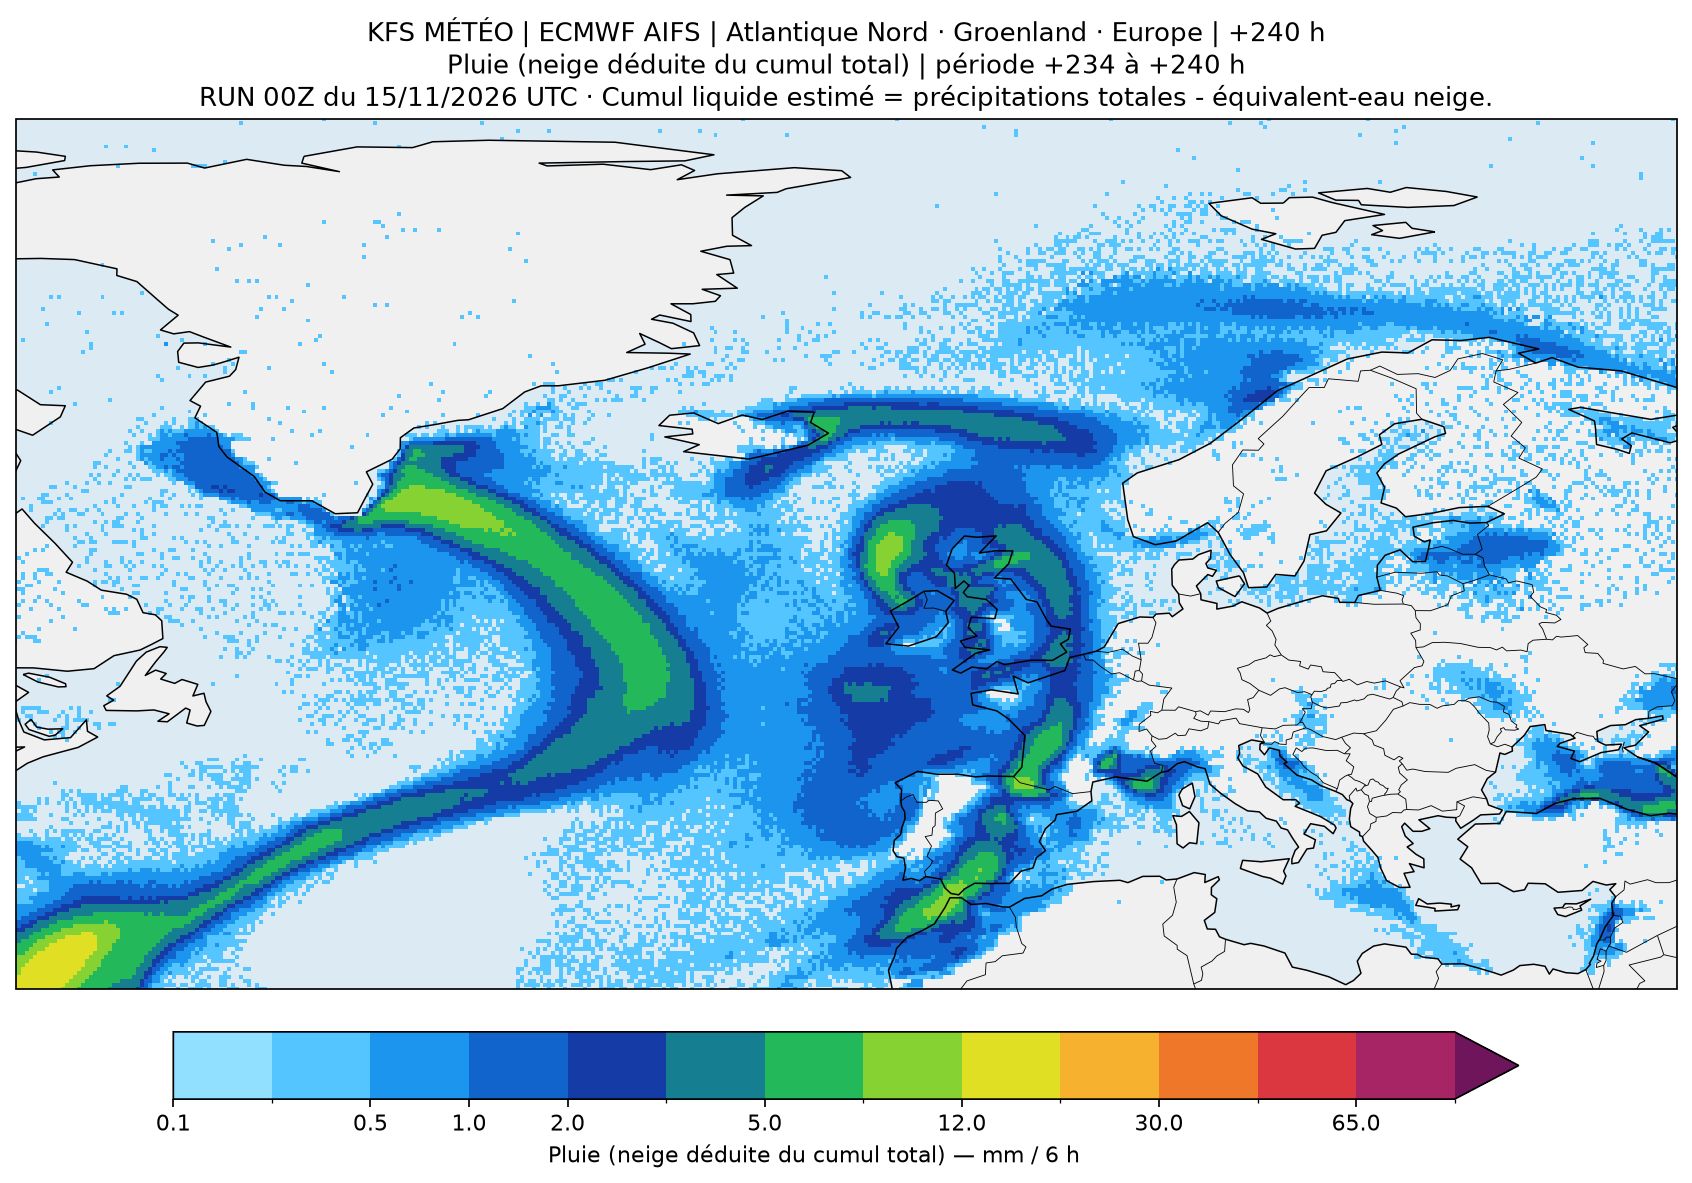 KFS MÉTÉO | ECMWF AIFS | Atlantique Nord · Groenland · Europe | +240 h
Pluie (neige déduite du cumul total) | période +234 à +240 h
RUN 00Z du 15/11/2026 UTC · Cumul liquide estimé = précipitations totales - équivalent-eau neige.
0.1 0.5 1.0 2.0 5.0 12.0 30.0 65.0
Pluie (neige déduite du cumul total) — mm / 6 h